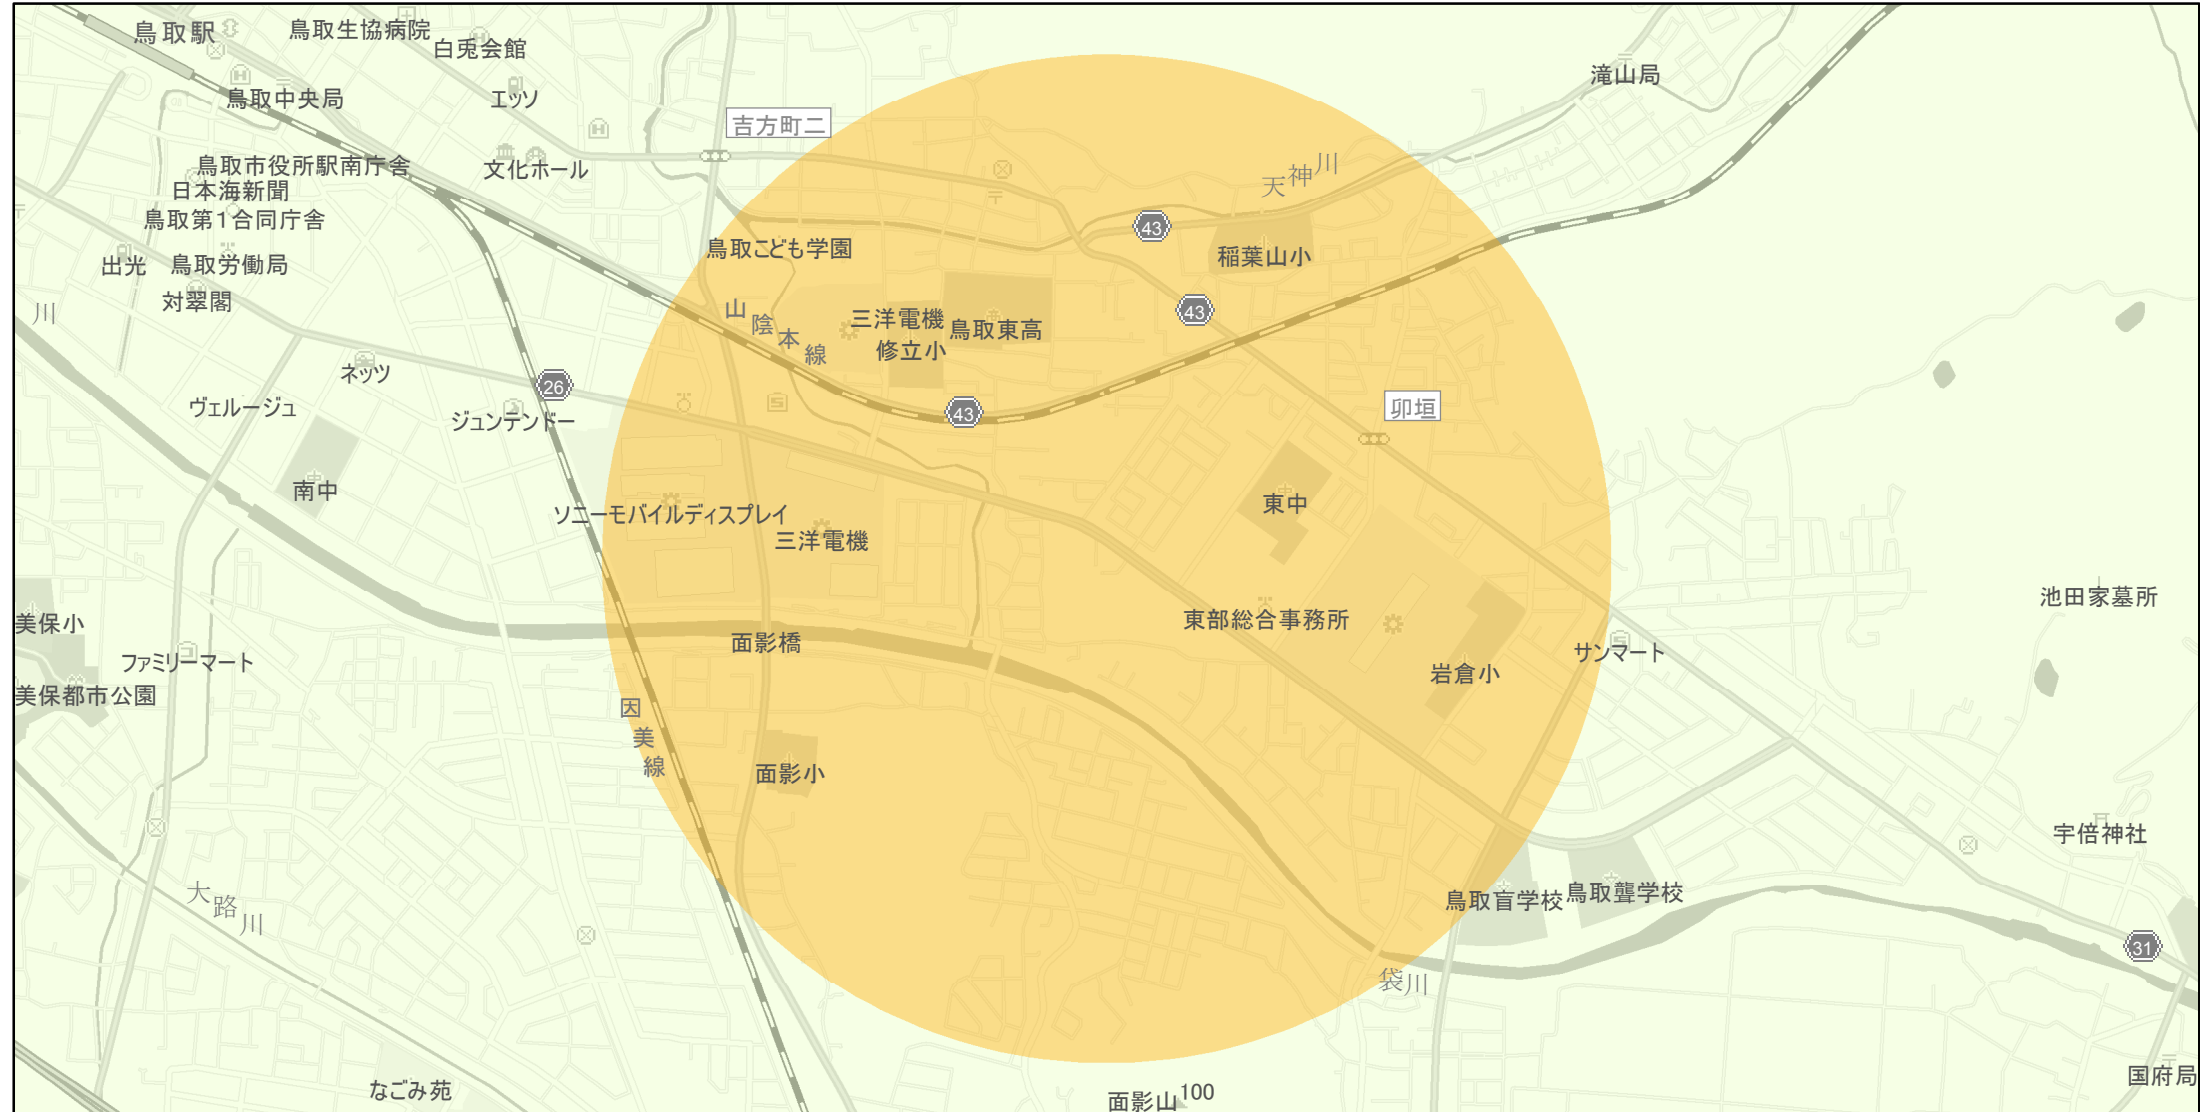 鳥取駅
鳥取生協病院
白兎会館
エッソ
鳥取中央局
吉方町二
滝山局
鳥取市役所駅南庁舎
日本海新聞
鳥取第1合同庁舎
文化ホール
天神川
出光
鳥取労働局
対翠閣
川
鳥取こども学園
43
稲葉山小
山陰本線
三洋電機
修立小
鳥取東高
43
ネッツ
26
ヴェルージュ
ジュンテンドー
43
卯垣
南中
ソニーモバイルディスプレイ
三洋電機
東中
美保小
ファミリーマート
面影橋
東部総合事務所
岩倉小
サンマート
池田家墓所
美保都市公園
因美線
面影小
宇倍神社
大路川
鳥取盲学校
鳥取聾学校
31
袋川
なごみ苑
面影山100
国府局